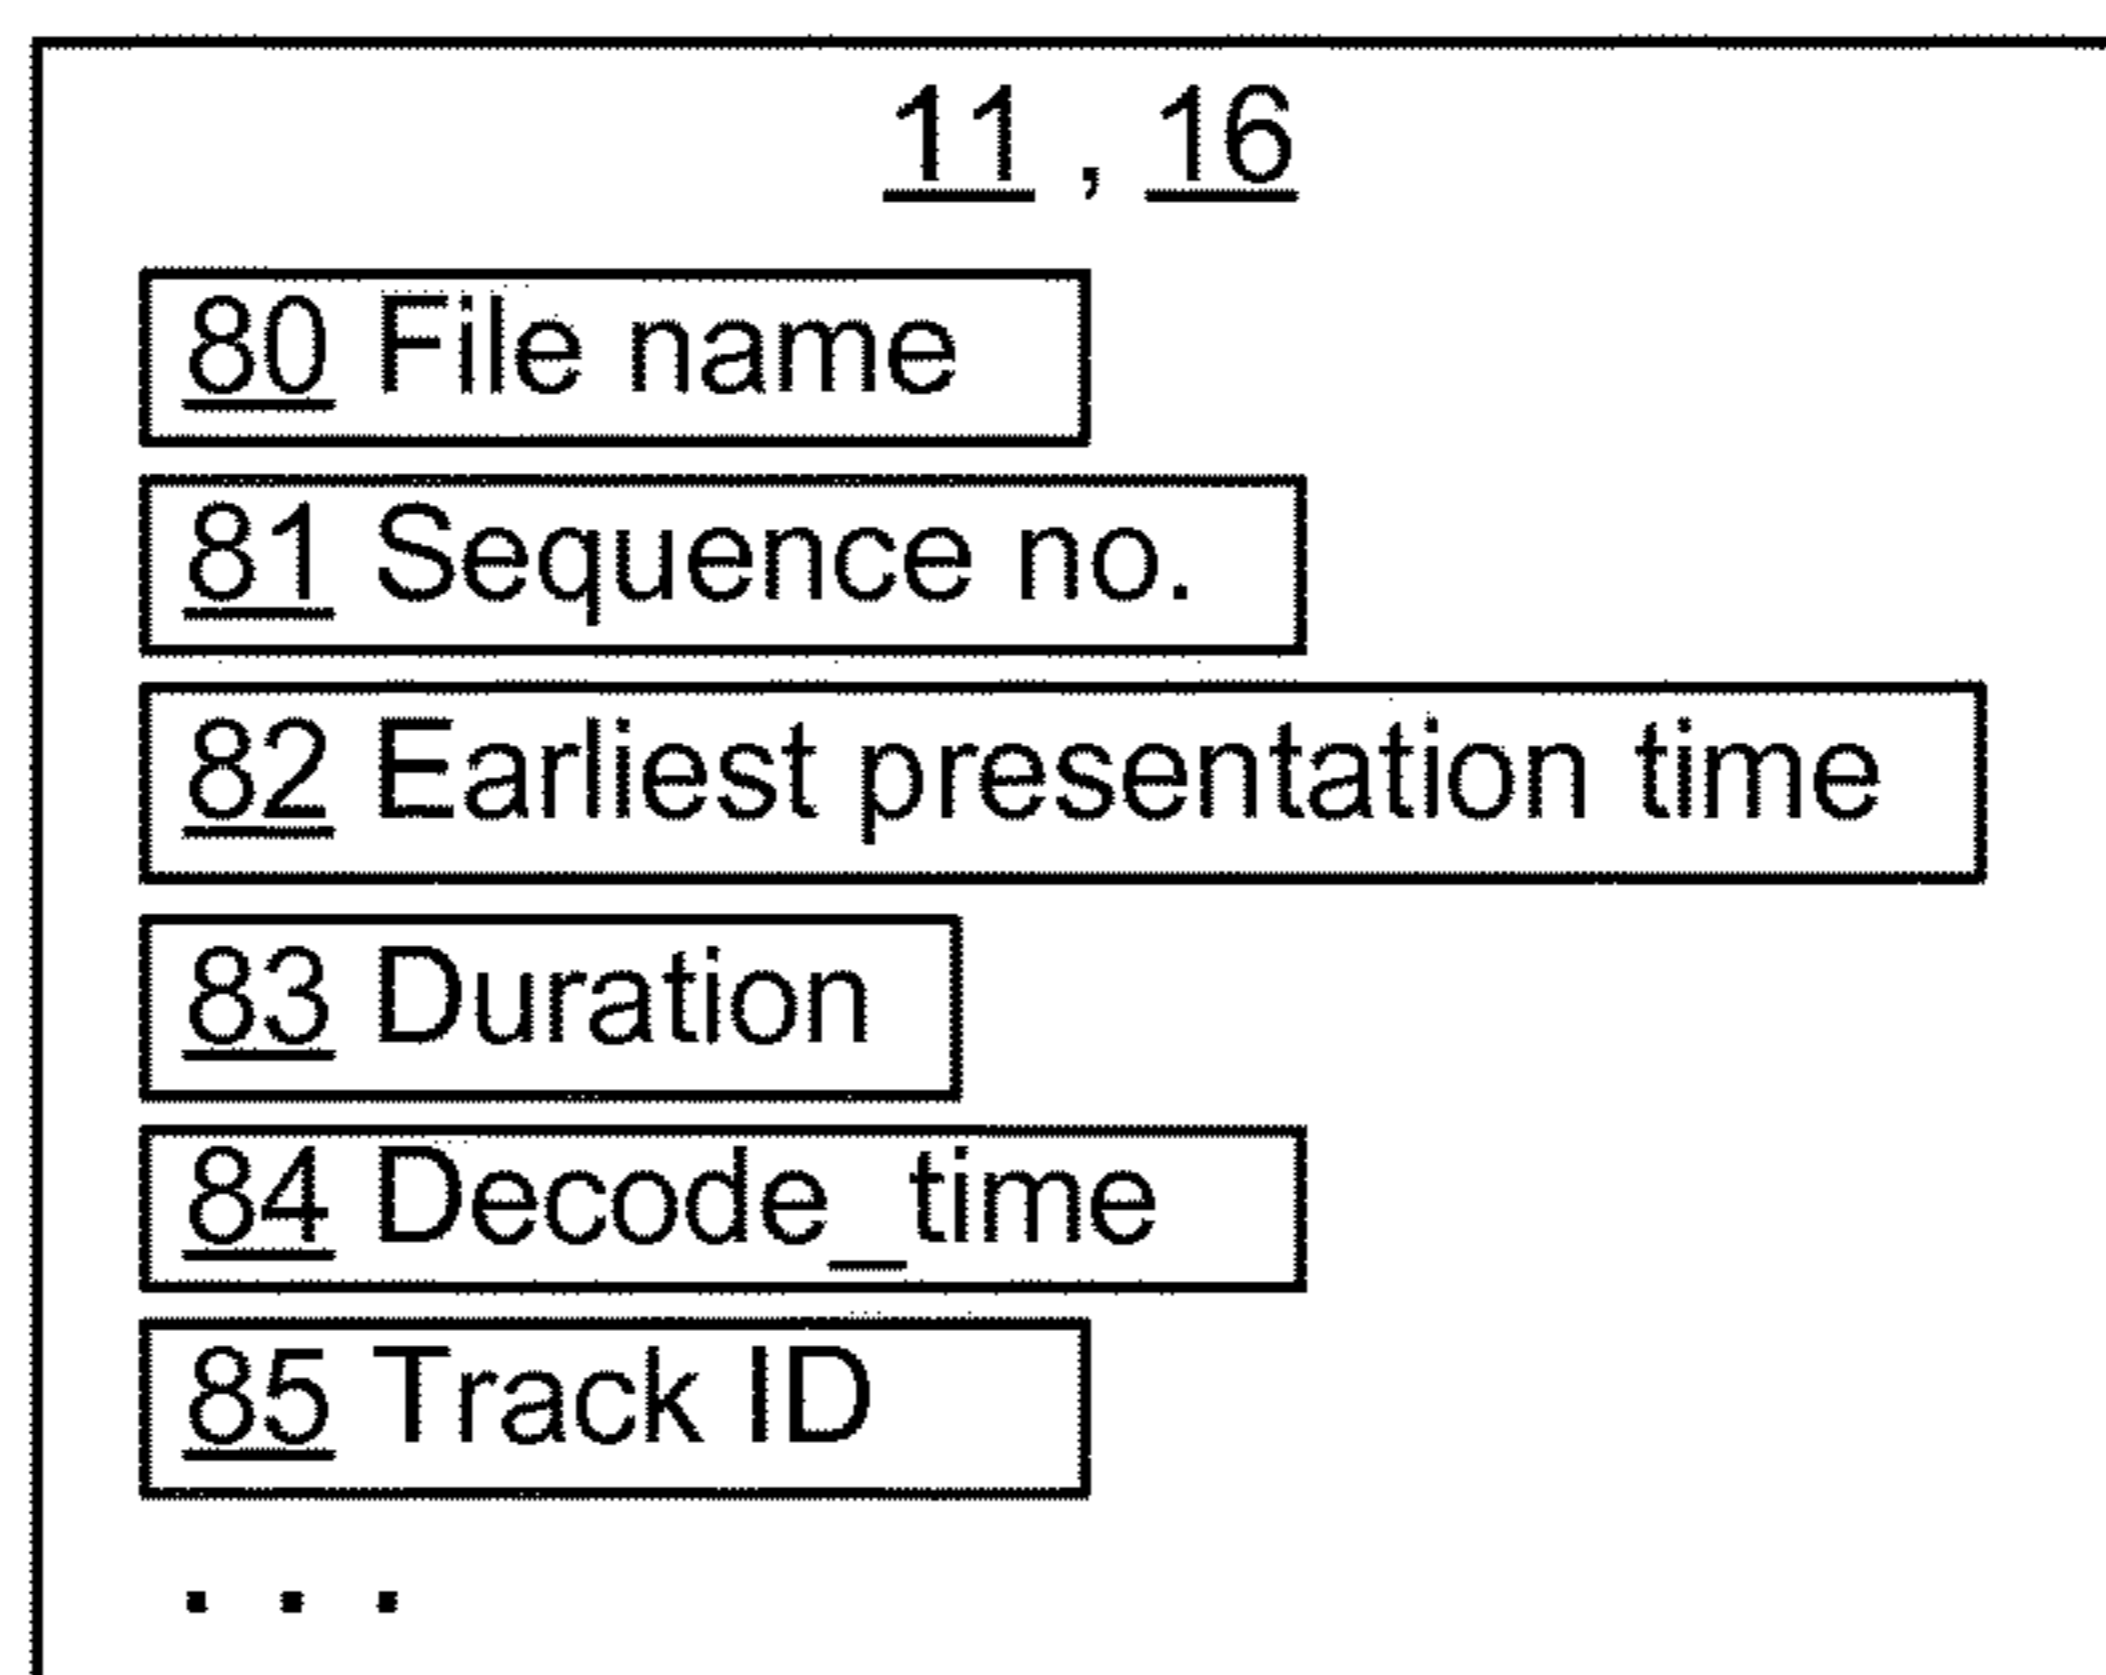 11 , 16
80 File name
81 Sequence no.
82 Earliest presentation time
83 Duration
84 Decode_time
85 Track ID
. . .